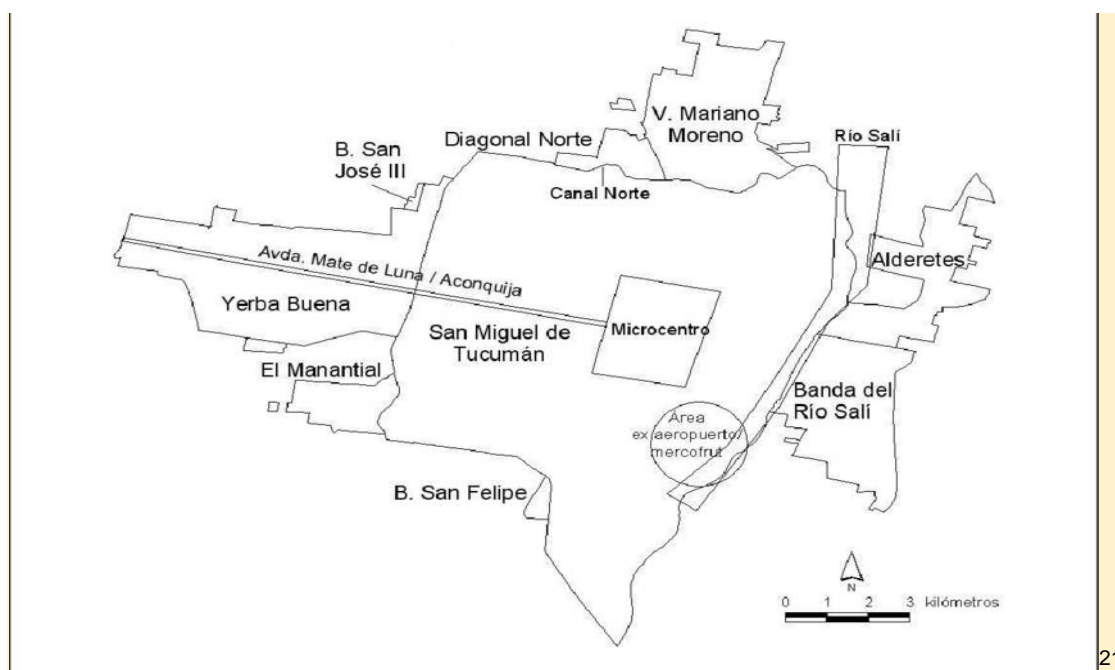 V. Mariano
Moreno
Río Salí
Diagonal Norte
B. San
José III
Canal Norte
Avda. Mate de Luna / Aconquija
Alderetes
Yerba Buena
San Miguel de
Tucumán
Microcentro
El Manantial
Banda del
Río Salí
Area
ex aeropuerto/
mercofrut
B. San Felipe
N
0 1 2 3 kilómetros